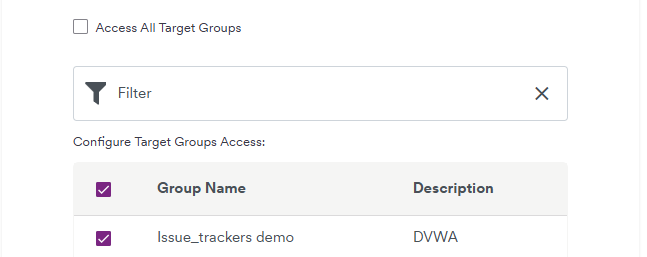 Access All Target Groups
Filter
Configure Target Groups Access:
Group Name Description
Issue_trackers demo DVWA